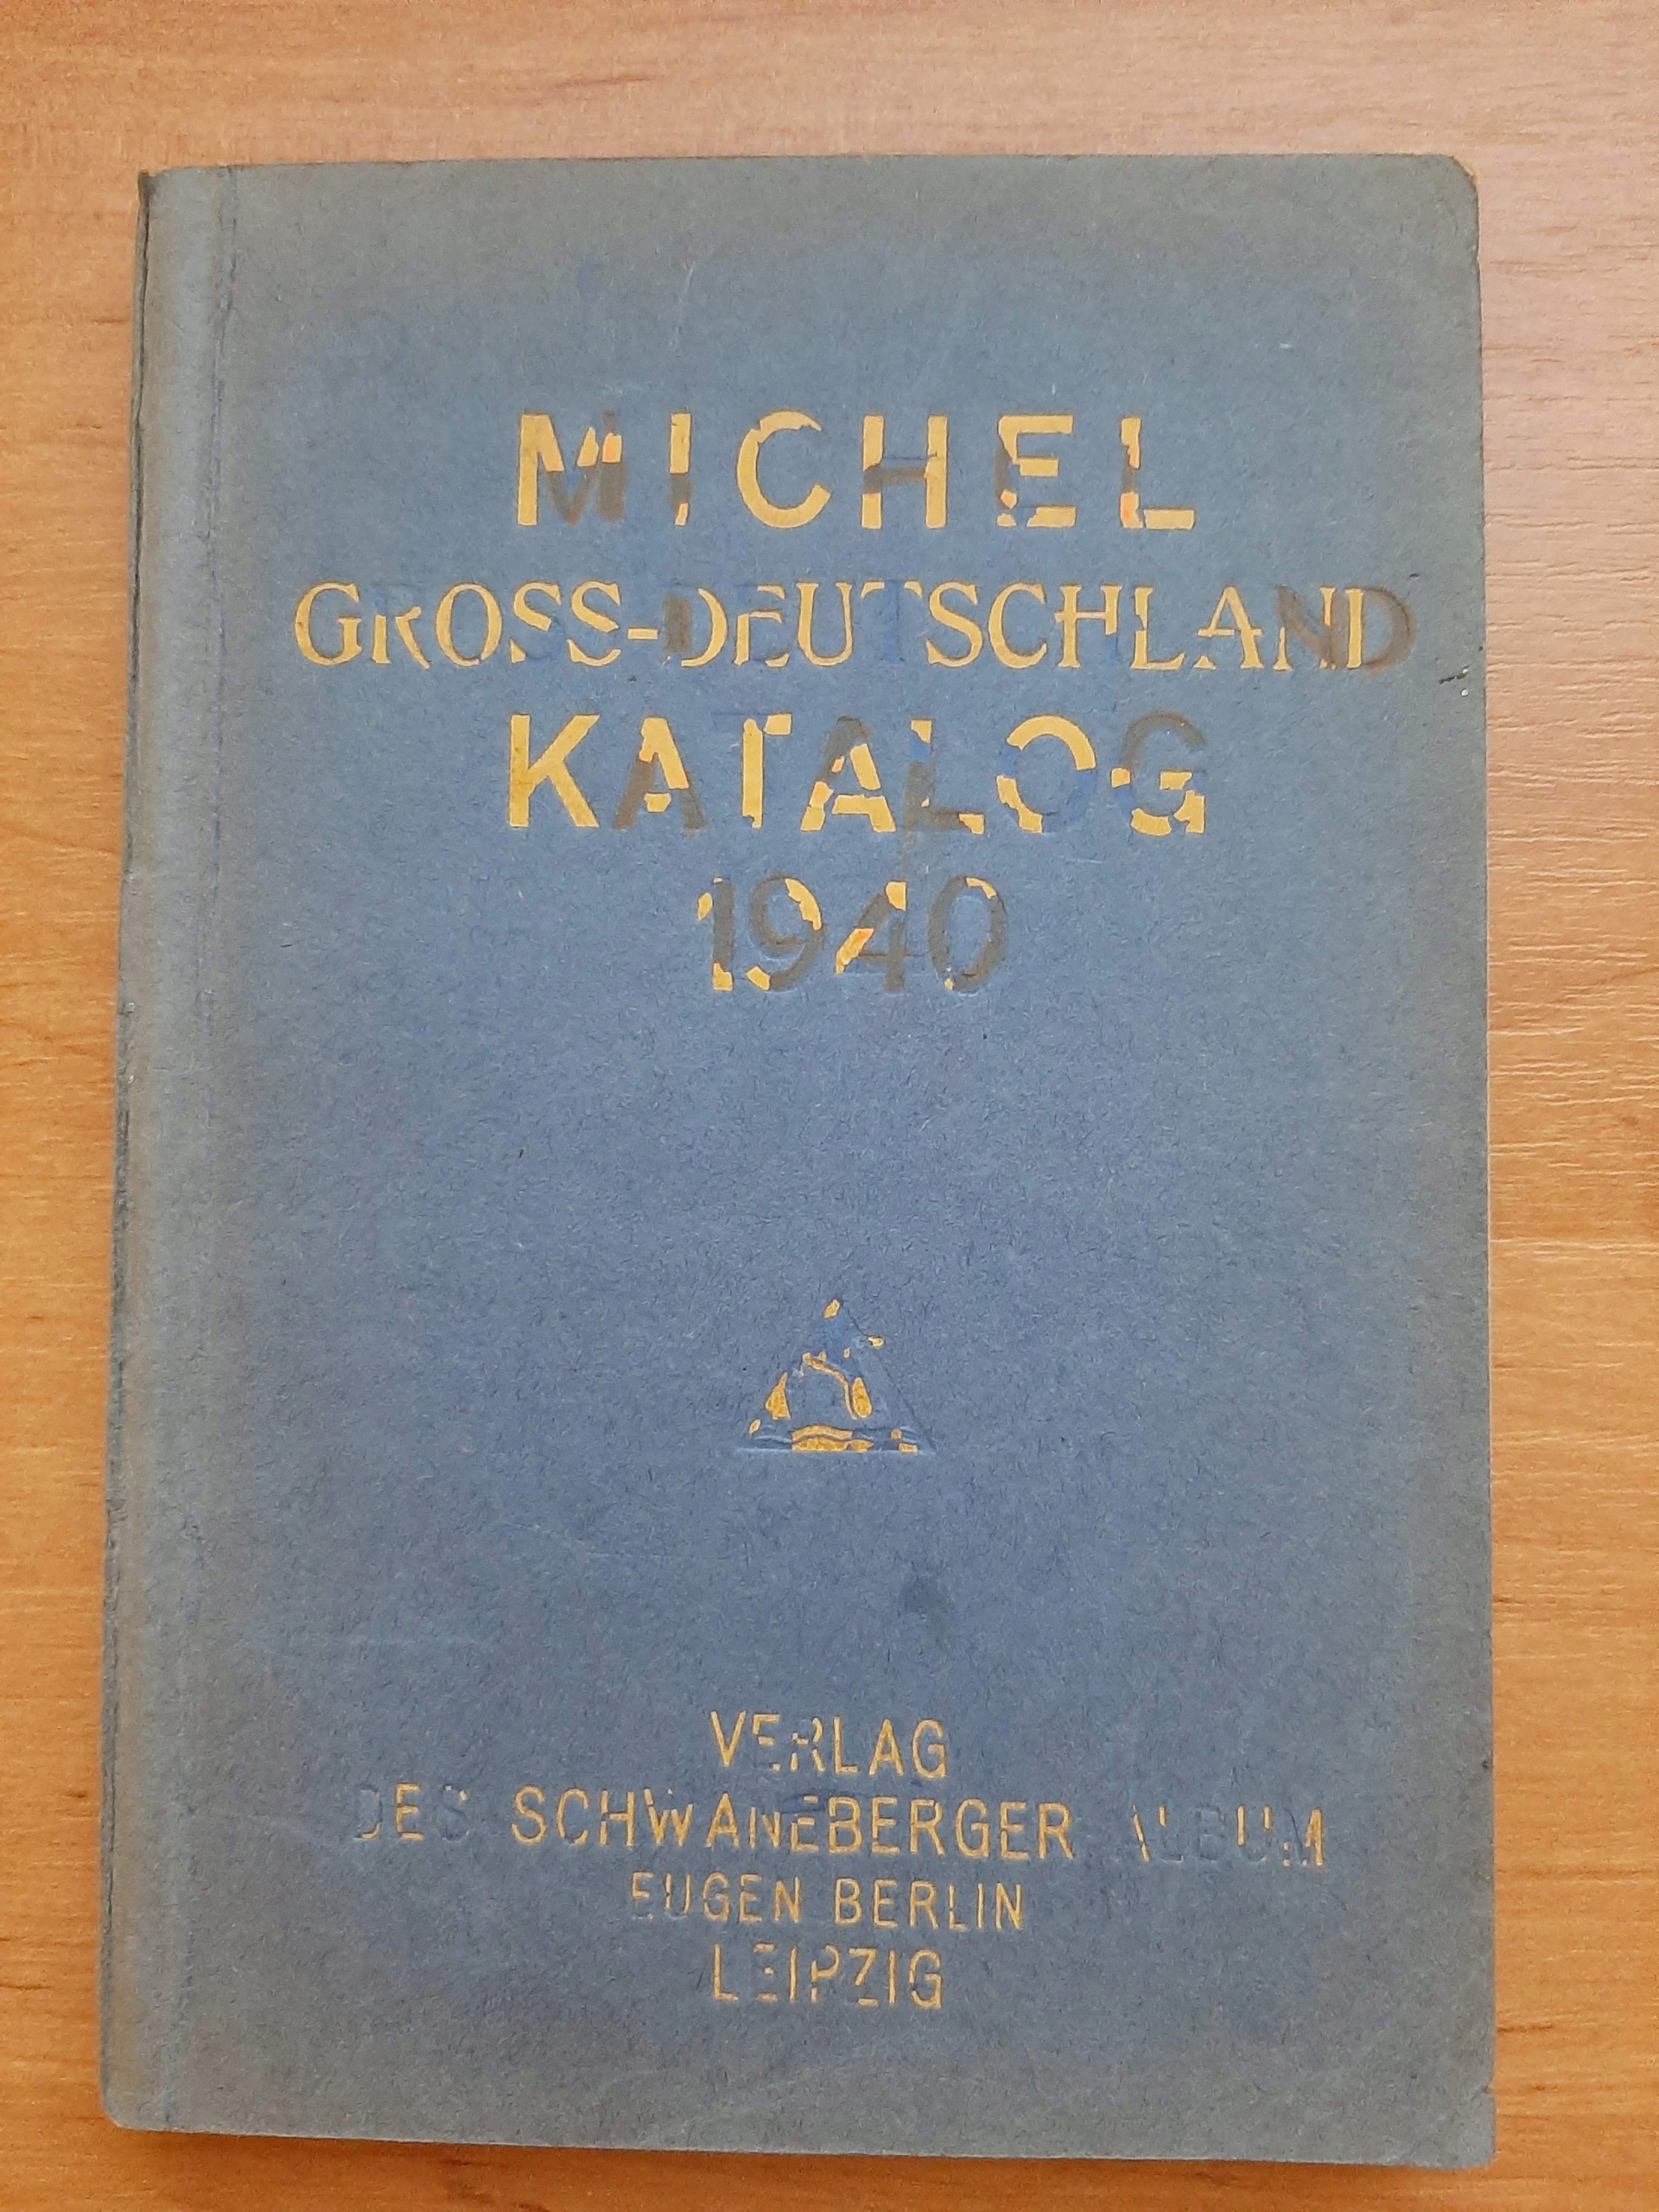 MICHEL
GROSS-DEUTSCHLAND
KATALOG
1940
VERLAG
DES SCHWANEBERGER ALBUM
EUGEN BERLIN
LEIPZIG